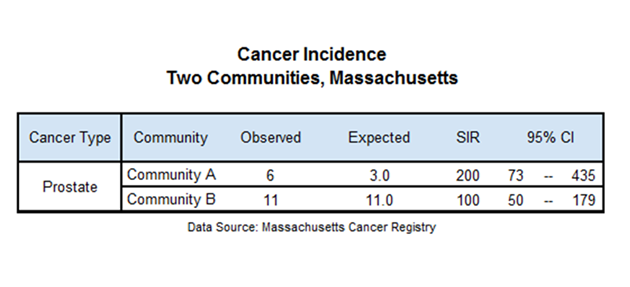 Cancer Incidence
Two Communities, Massachusetts
Cancer Type Community Observed Expected SIR 95% CI
Prostate
Community A 6 3.0 200 73 -- 435
Community B 11 11.0 100 50 -- 179
Data Source: Massachusetts Cancer Registry